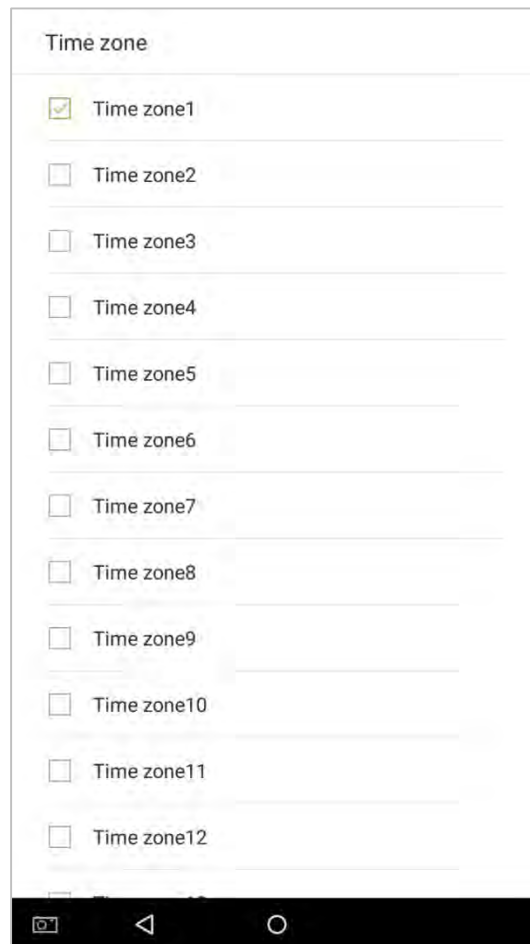 Time zone
Time zone1
Time zone2
Time zone3
Time zone4
Time zone5
Time zone6
Time zone7
Time zone8
Time zone9
Time zone10
Time zone11
Time zone12